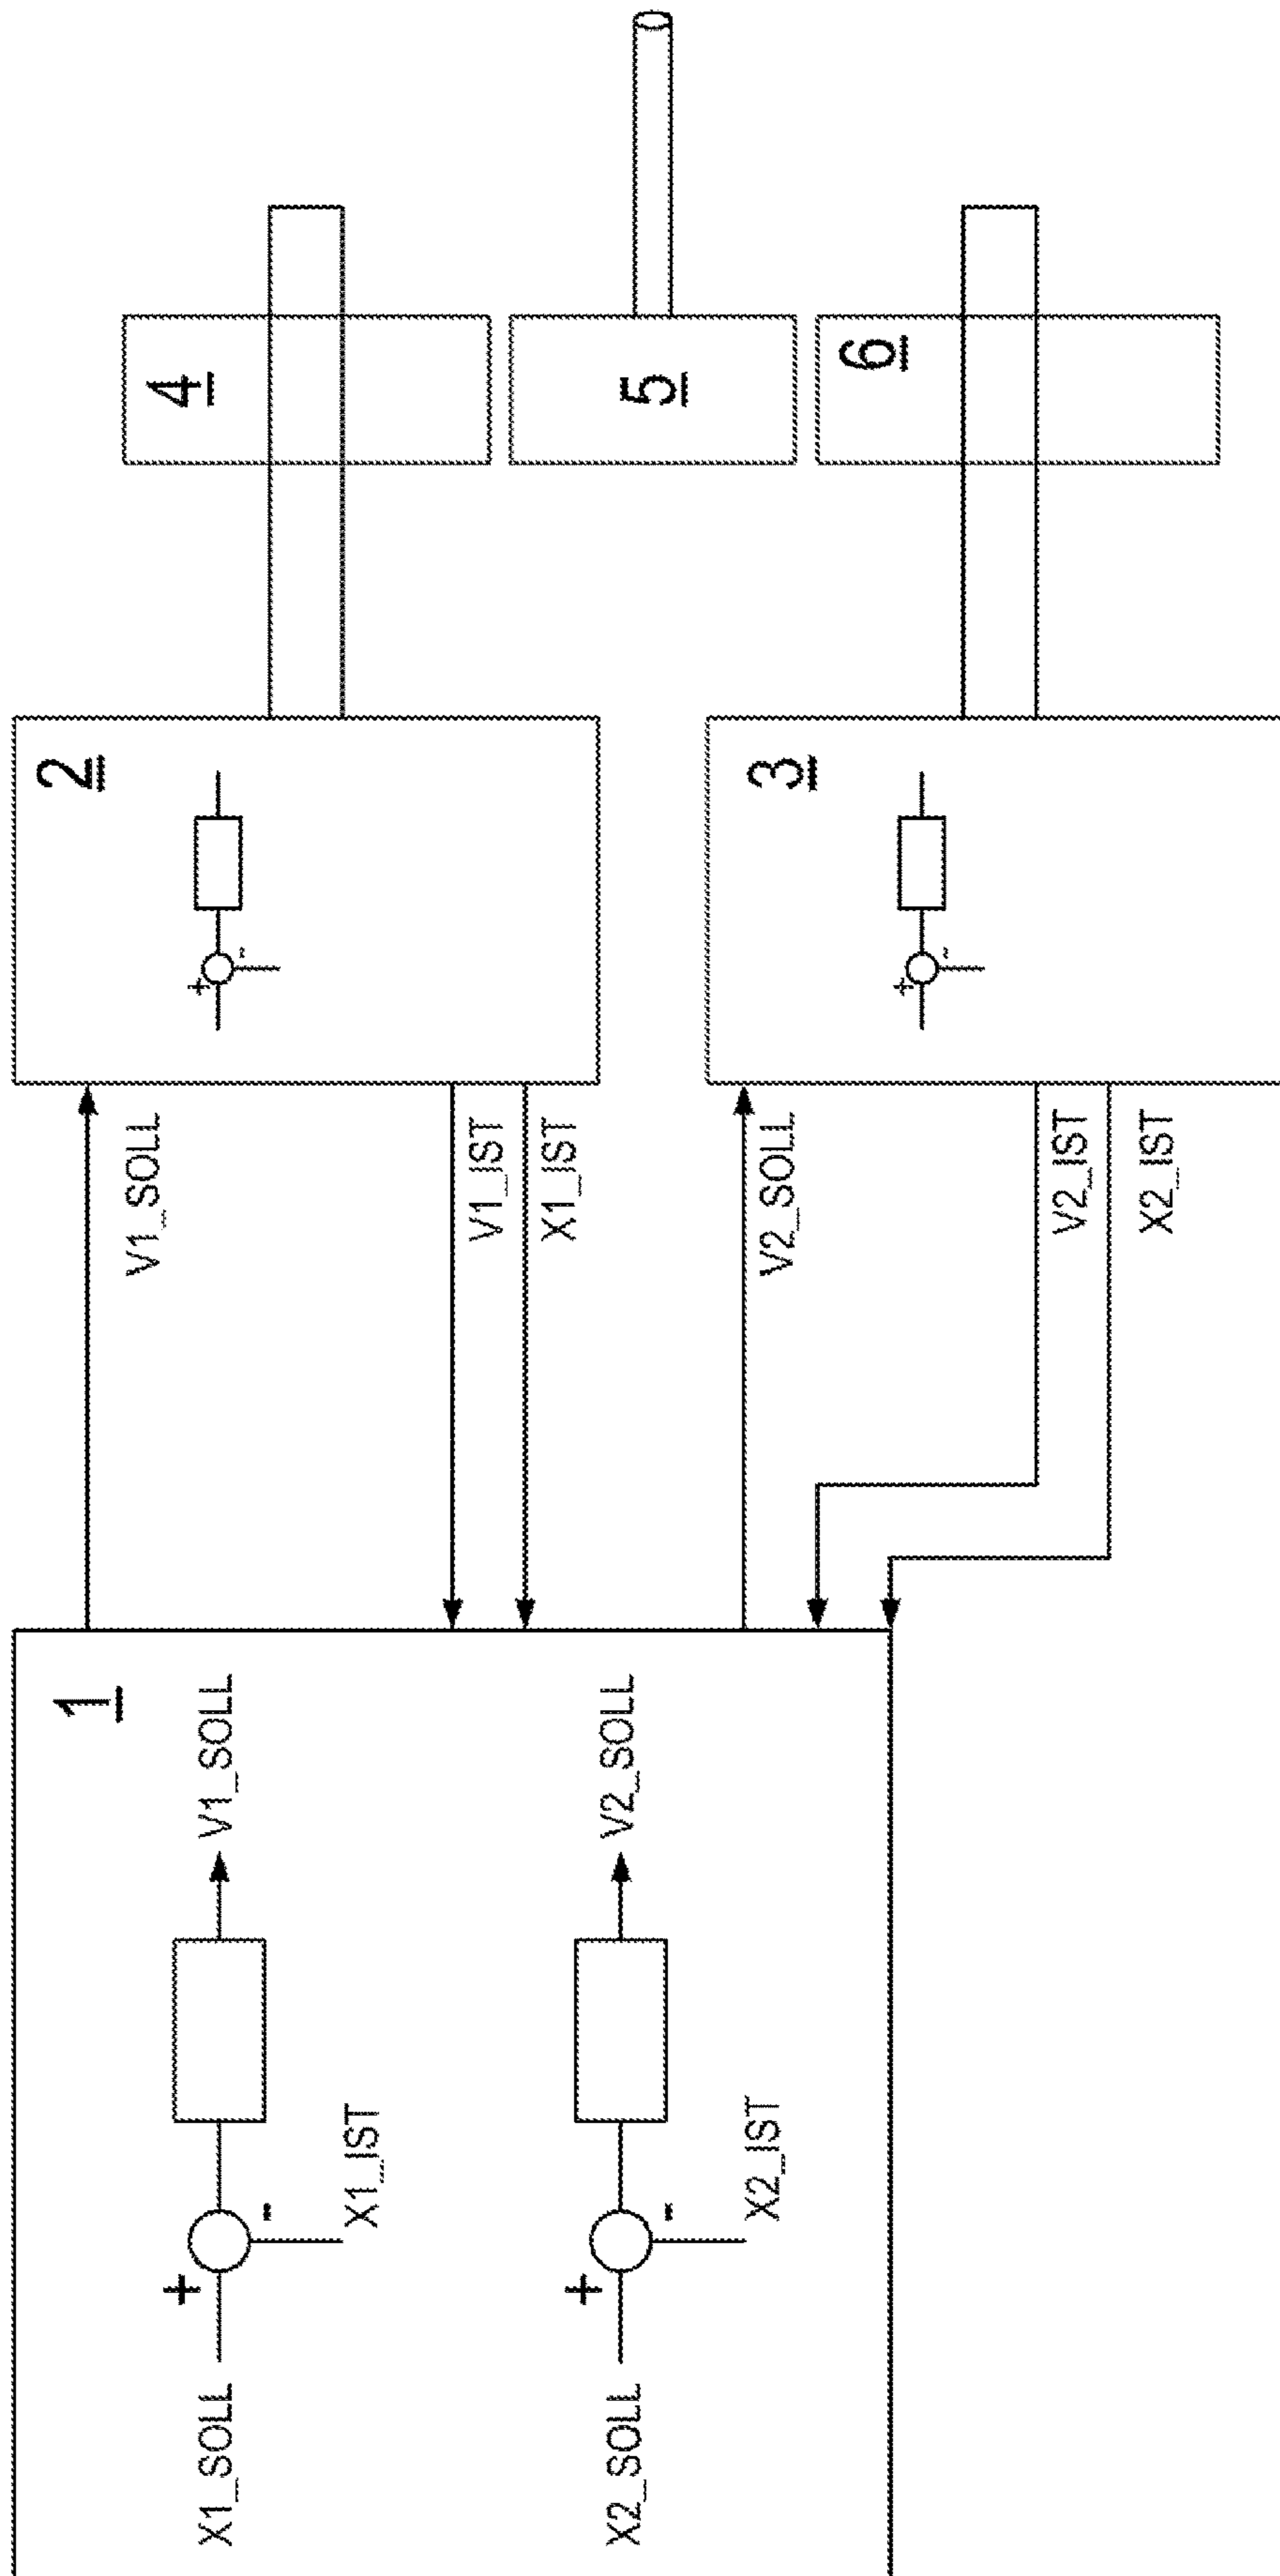 1
X1_SOLL
+
-
V1_SOLL
X1_IST
X2_SOLL
+
-
V2_SOLL
X2_IST
V1_SOLL
V1_IST
X1_IST
V2_SOLL
V2_IST
X2_IST
2
+
-
3
+
-
4
5
6